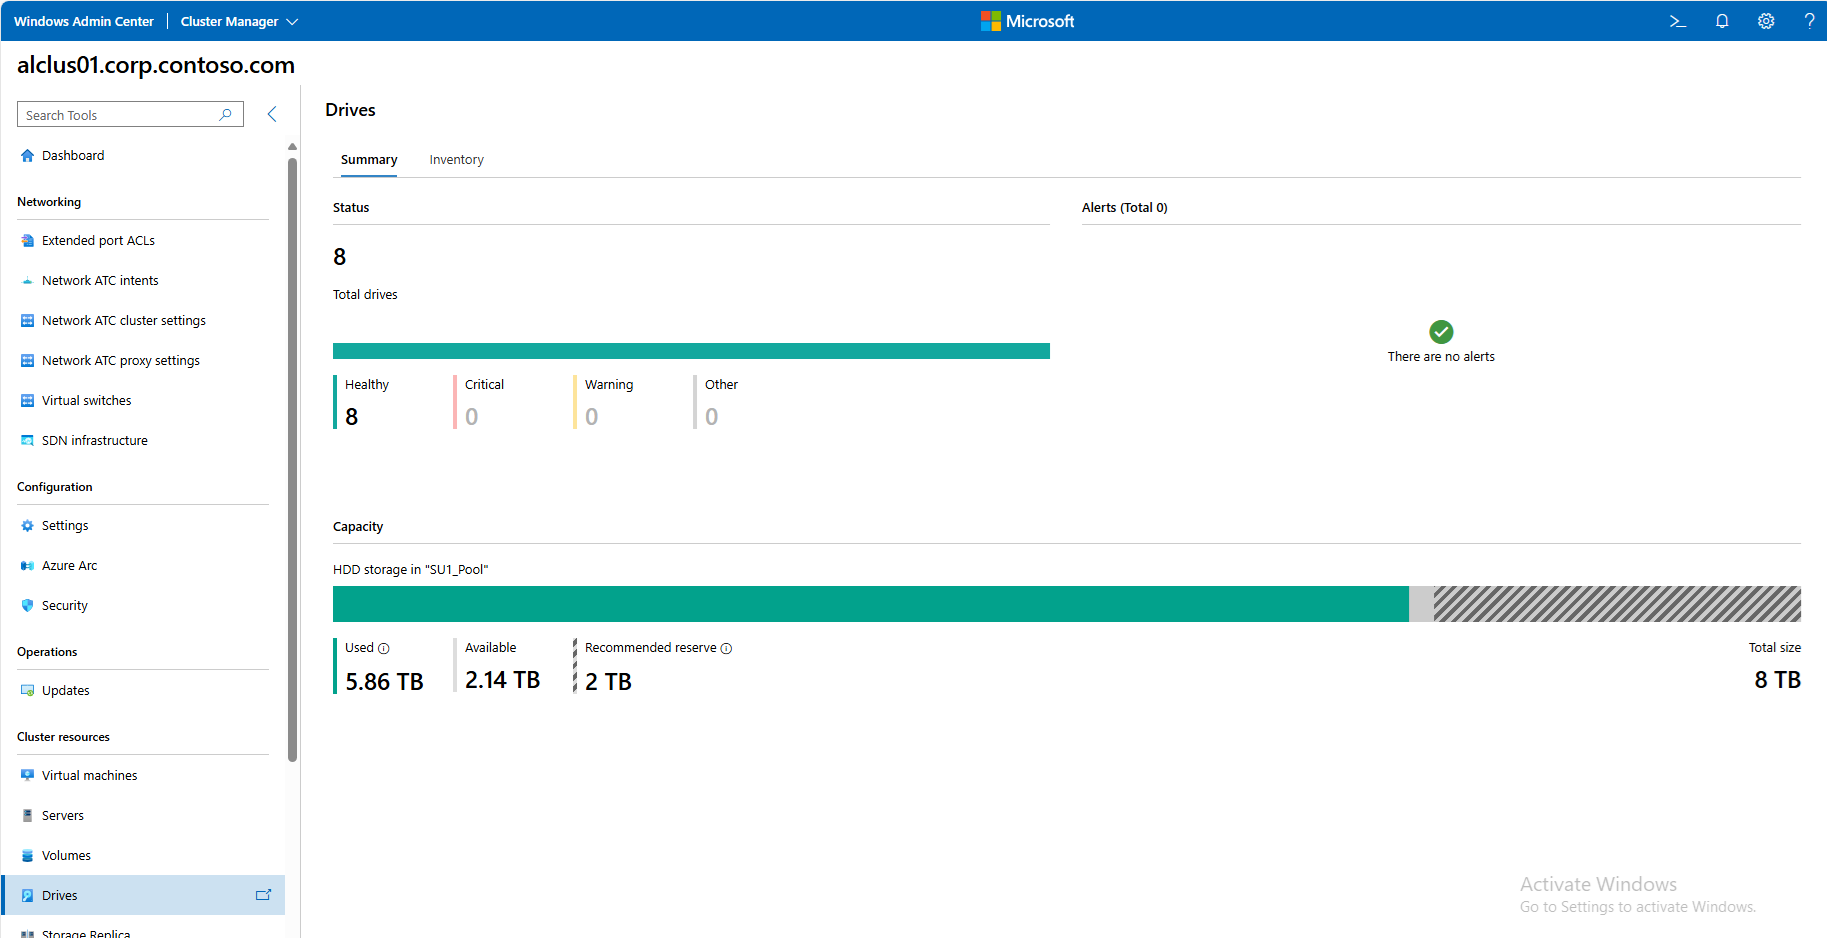 Windows Admin Center
Cluster Manager
Microsoft
alclus01.corp.contoso.com
Search Tools
Dashboard
Networking
Extended port ACLs
Network ATC intents
Network ATC cluster settings
Network ATC proxy settings
Virtual switches
SDN infrastructure
Configuration
Settings
Azure Arc
Security
Operations
Updates
Cluster resources
Virtual machines
Servers
Volumes
Drives
Storage Replica
Drives
Summary Inventory
Status
8
Total drives
Healthy
8
Critical
0
Warning
0
Other
0
Alerts (Total 0)
There are no alerts
Capacity
HDD storage in "SU1_Pool"
Used
5.86 TB
Available
2.14 TB
Recommended reserve
2 TB
Total size
8 TB
Activate Windows
Go to Settings to activate Windows.